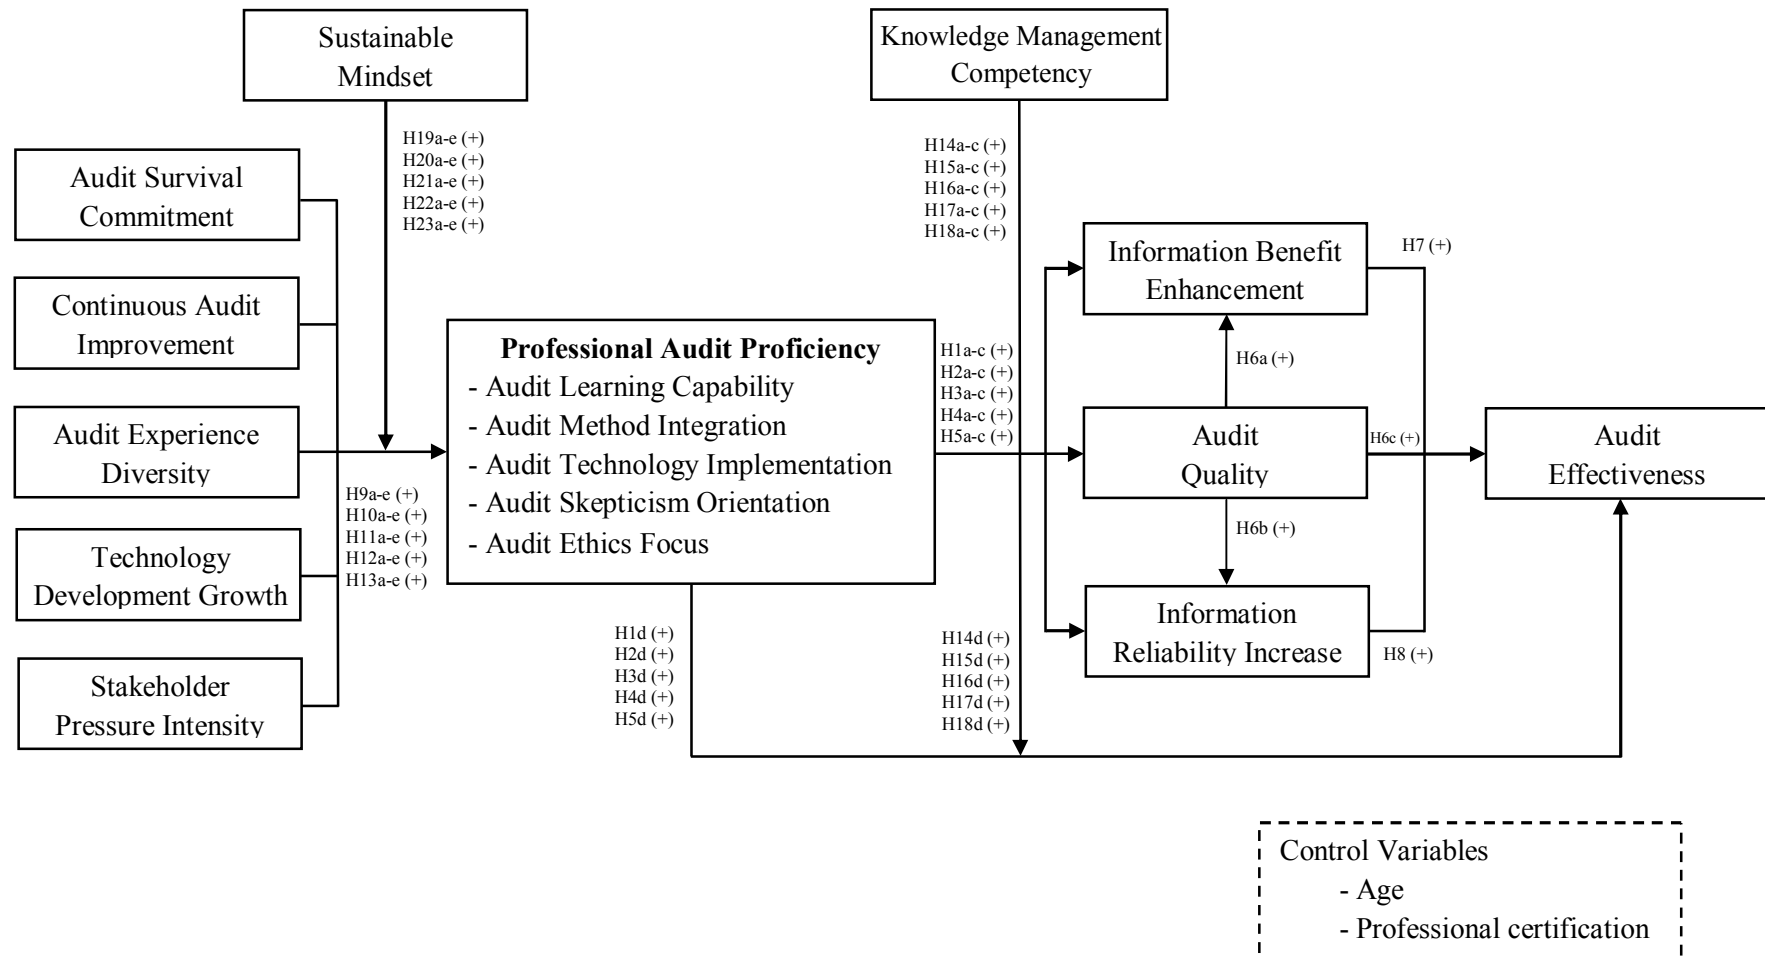 Sustainable
Mindset
Knowledge Management
Competency
H19a-e (+)
H20a-e (+)
H21a-e (+)
H22a-e (+)
H23a-e (+)
H14a-c (+)
H15a-c (+)
H16a-c (+)
H17a-c (+)
H18a-c (+)
Audit Survival
Commitment
Continuous Audit
Improvement
Audit Experience
Diversity
Technology
Development Growth
Stakeholder
Pressure Intensity
H9a-e (+)
H10a-e (+)
H11a-e (+)
H12a-e (+)
H13a-e (+)
Professional Audit Proficiency
- Audit Learning Capability
- Audit Method Integration
- Audit Technology Implementation
- Audit Skepticism Orientation
- Audit Ethics Focus
H1a-c (+)
H2a-c (+)
H3a-c (+)
H4a-c (+)
H5a-c (+)
H1d (+)
H2d (+)
H3d (+)
H4d (+)
H5d (+)
H14d (+)
H15d (+)
H16d (+)
H17d (+)
H18d (+)
Information Benefit
Enhancement
H6a (+)
Audit
Quality
H6b (+)
Information
Reliability Increase
H7 (+)
H6c (+)
H8 (+)
Audit
Effectiveness
Control Variables
- Age
- Professional certification